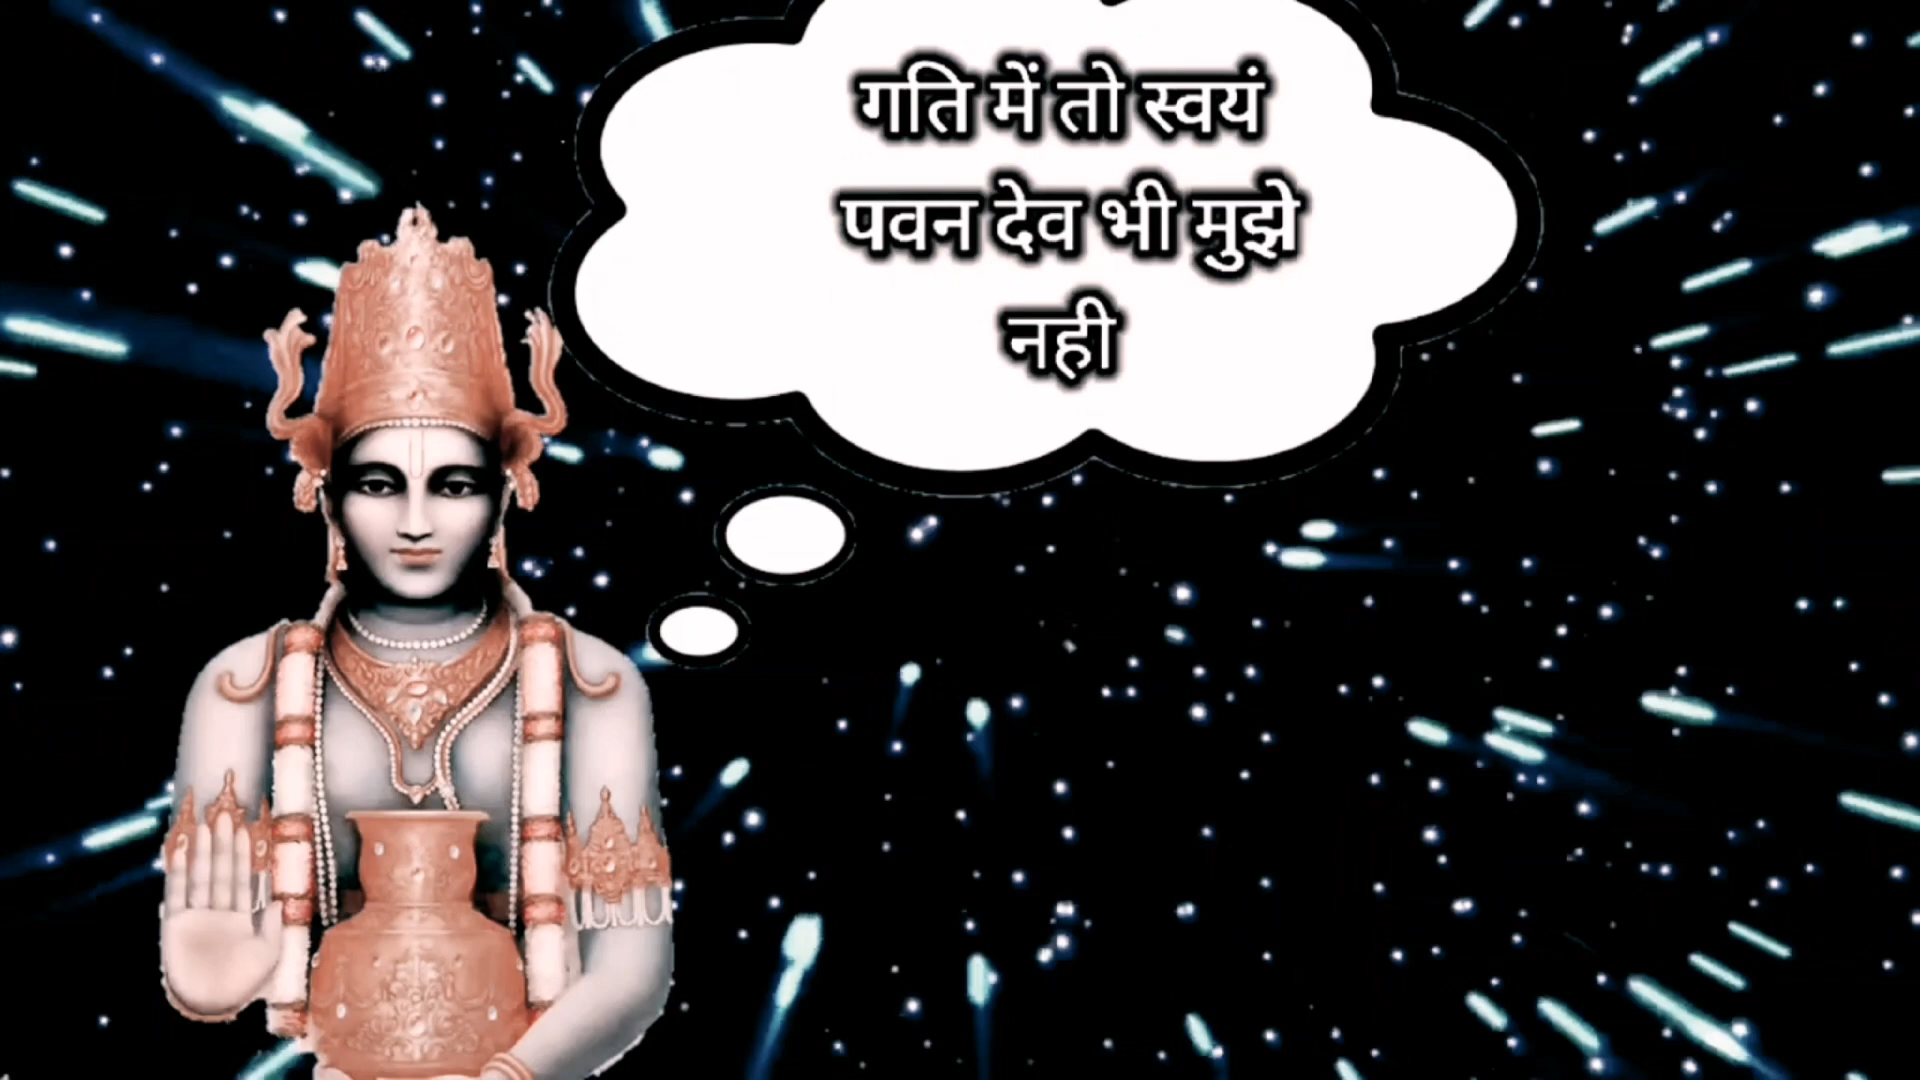 गति में तो स्वयं
पवन देव भी मुझे
नही